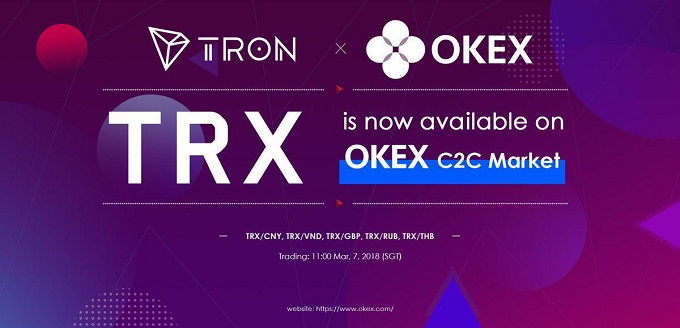 TRON × OKEX
TRX
is now available on
OKEX C2C Market
— TRX/CNY, TRX/VND, TRX/GBP, TRX/RUB, TRX/THB —
Trading: 11:00 Mar, 7, 2018 (SGT)
website: https://www.okex.com/